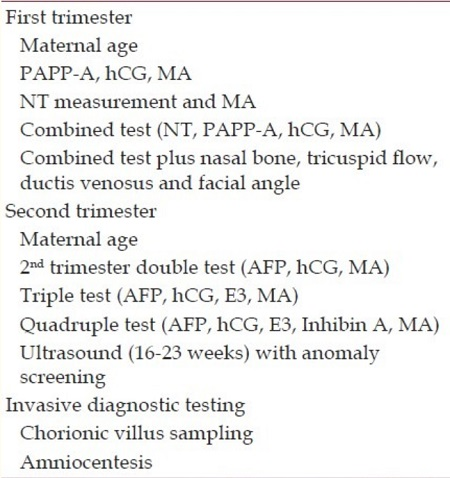 First trimester
Maternal age
PAPP-A, hCG, MA
NT measurement and MA
Combined test (NT, PAPP-A, hCG, MA)
Combined test plus nasal bone, tricuspid flow,
ductis venosus and facial angle
Second trimester
Maternal age
2nd trimester double test (AFP, hCG, MA)
Triple test (AFP, hCG, E3, MA)
Quadruple test (AFP, hCG, E3, Inhibin A, MA)
Ultrasound (16-23 weeks) with anomaly
screening
Invasive diagnostic testing
Chorionic villus sampling
Amniocentesis